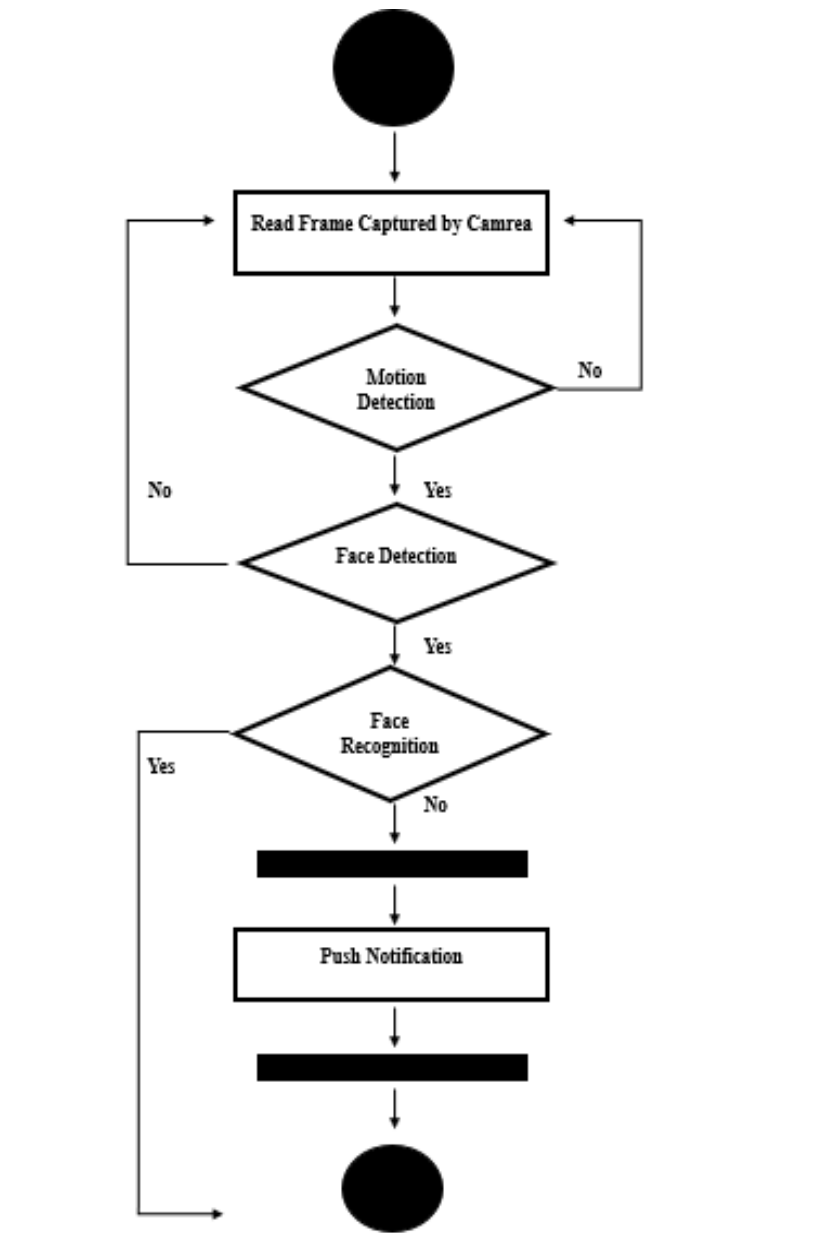 Read Frame Captured by Camrea
Motion
Detection
No
No
Yes
Face Detection
Yes
Face
Recognition
Yes
No
Push Notification